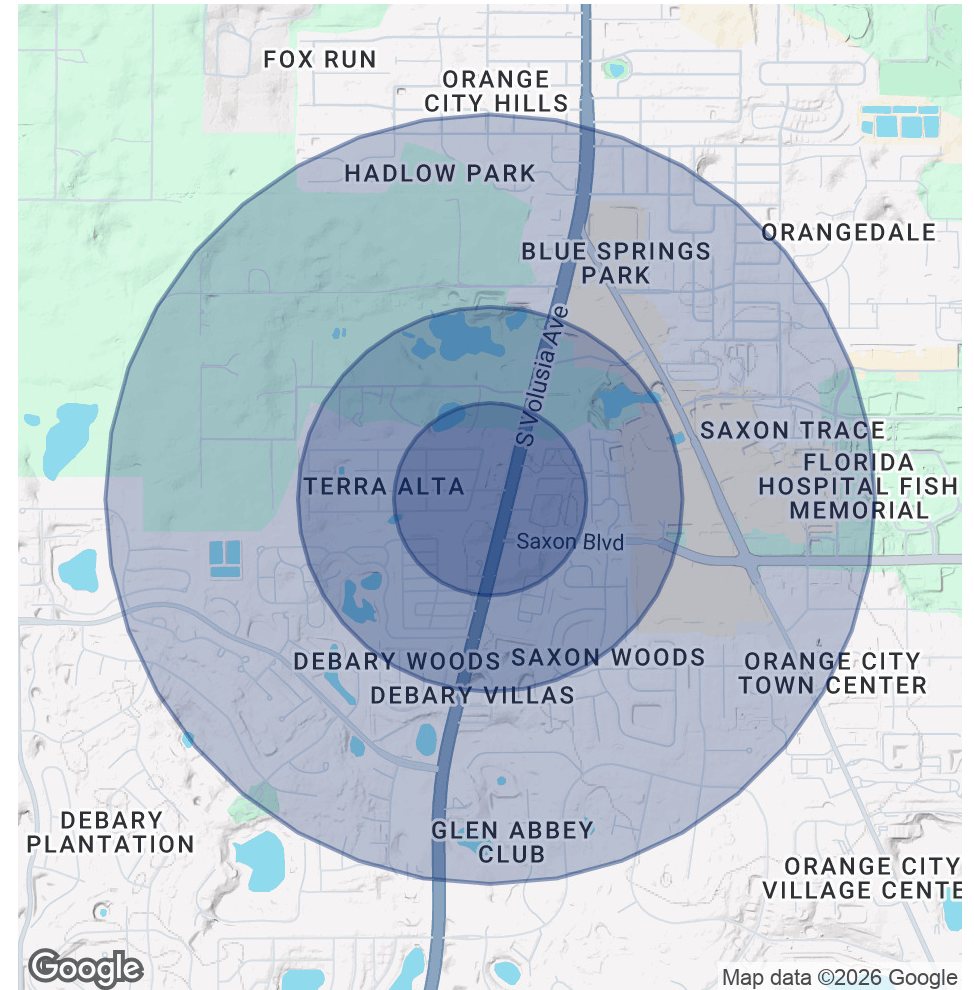 FOX RUN
ORANGE
CITY HILLS
HADLOW PARK
ORANGEDALE
BLUE SPRINGS
PARK
S Volusia Ave
SAXON TRACE
FLORIDA
HOSPITAL FISH
MEMORIAL
TERRA ALTA
Saxon Blvd
DEBARY WOODS
SAXON WOODS
ORANGE CITY
TOWN CENTER
DEBARY VILLAS
DEBARY
PLANTATION
GLEN ABBEY
CLUB
ORANGE CITY
VILLAGE CENTE
Google
Map data ©2026 Google